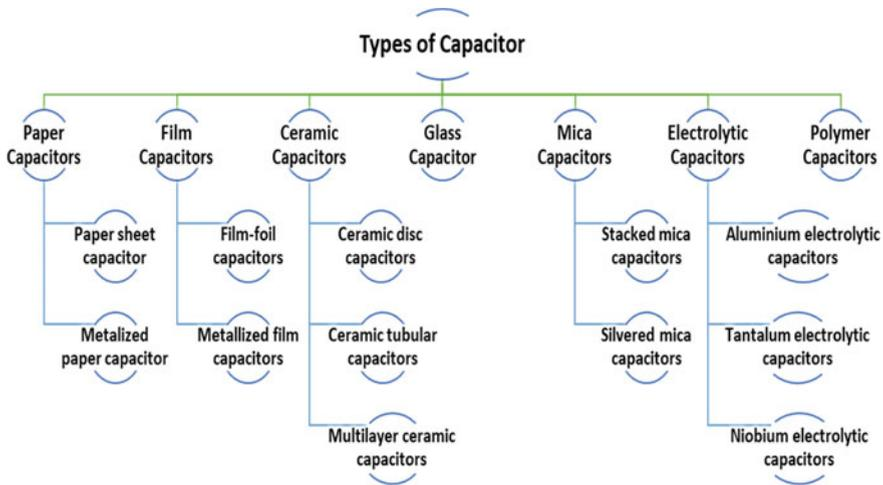 Types of Capacitor
Paper
Capacitors
Film
Capacitors
Ceramic
Capacitors
Glass
Capacitor
Mica
Capacitors
Electrolytic
Capacitors
Polymer
Capacitors
Paper sheet
capacitor
Metalized
paper capacitor
Film-foil
capacitors
Metallized film
capacitors
Ceramic disc
capacitors
Ceramic tubular
capacitors
Multilayer ceramic
capacitors
Stacked mica
capacitors
Silvered mica
capacitors
Aluminium electrolytic
capacitors
Tantalum electrolytic
capacitors
Niobium electrolytic
capacitors